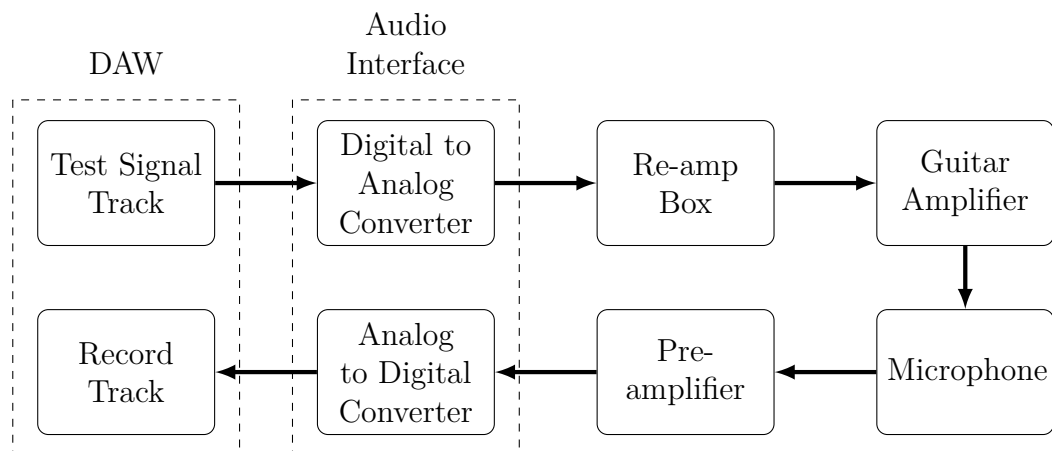 DAW
Audio
Interface
Test Signal
Track
Digital to
Analog
Converter
Re-amp
Box
Guitar
Amplifier
Record
Track
Analog
to Digital
Converter
Pre-
amplifier
Microphone